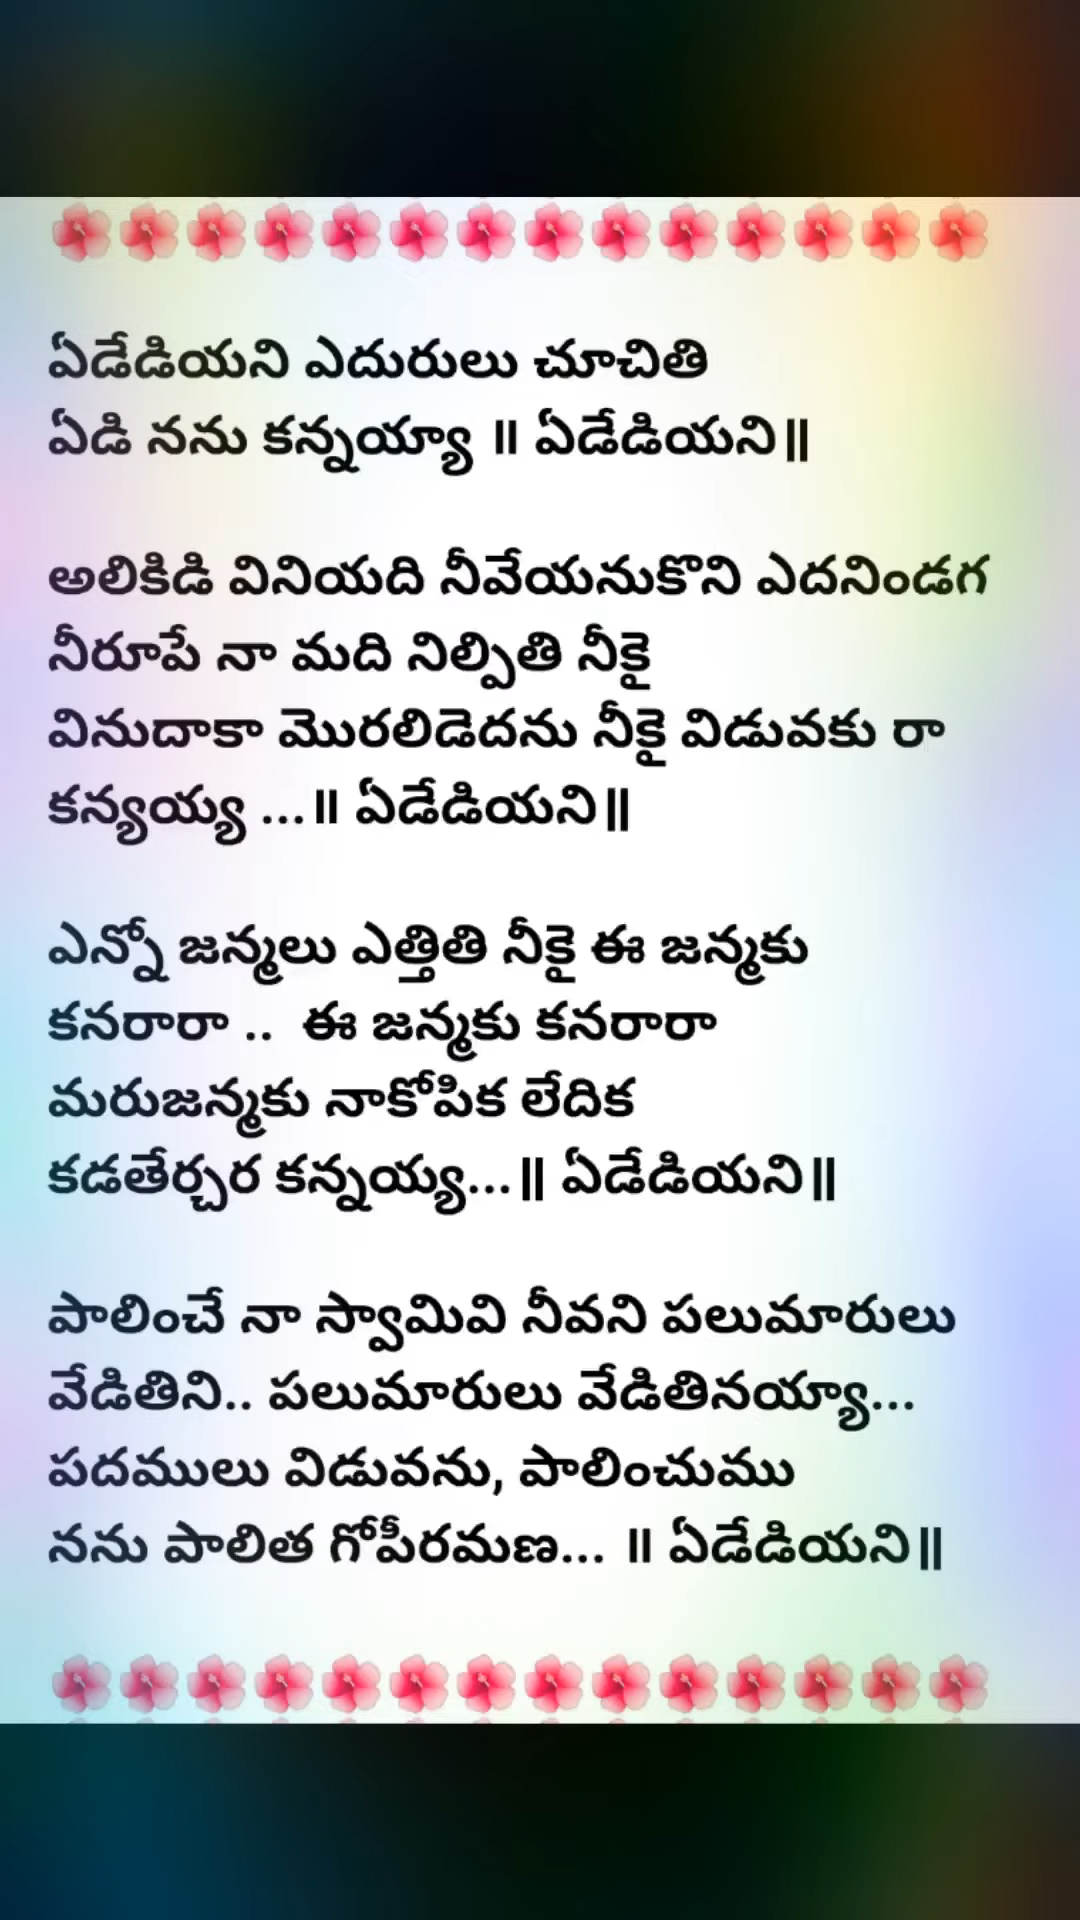 ఏడేడియని ఎదురులు చూచితి
ఏడి నను కన్నయ్యా ॥ ఏడేడియని॥
అలికిడి వినియది నీవేయనుకొని ఎదనిండగ
నీరూపే నా మది నిల్పితి నీకై
వినుదాకా మొరలిడెదను నీకై విడువకు రా
కన్యయ్య ...॥ ఏడేడియని॥
ఎన్నో జన్మలు ఎత్తితి నీకై ఈ జన్మకు
కనరారా .. ఈ జన్మకు కనరారా
మరుజన్మకు నాకోపిక లేదిక
కడతేర్చర కన్నయ్య...॥ ఏడేడియని॥
పాలించే నా స్వామివి నీవని పలుమారులు
వేడితిని.. పలుమారులు వేడితినయ్యా...
పదములు విడువను, పాలించుము
నను పాలిత గోపీరమణ... ॥ ఏడేడియని॥